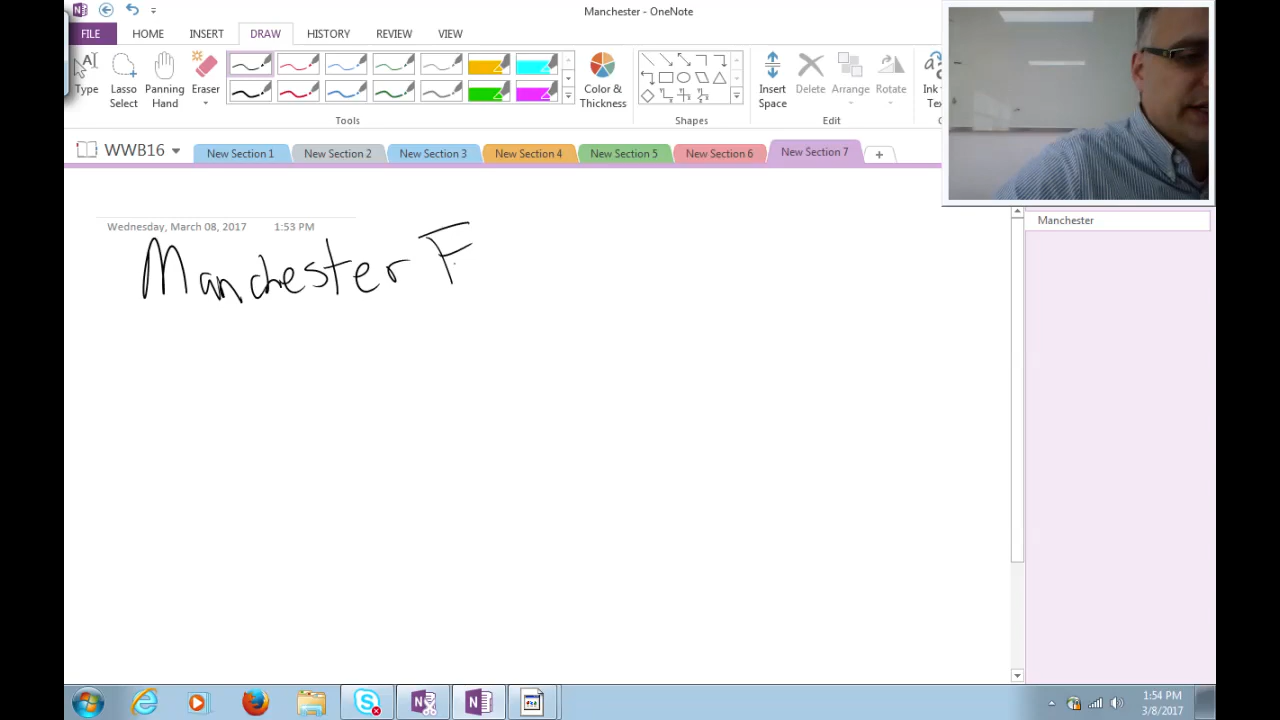 Manchester - OneNote
FILE HOME INSERT DRAW HISTORY REVIEW VIEW
Type Lasso Select Panning Hand Eraser Color & Thickness Insert Space Delete Arrange Rotate Ink to Tex
Tools Shapes Edit
WWB16 New Section 1 New Section 2 New Section 3 New Section 4 New Section 5 New Section 6 New Section 7
Manchester
Wednesday, March 08, 2017 1:53 PM
Manchester F
1:54 PM
3/8/2017